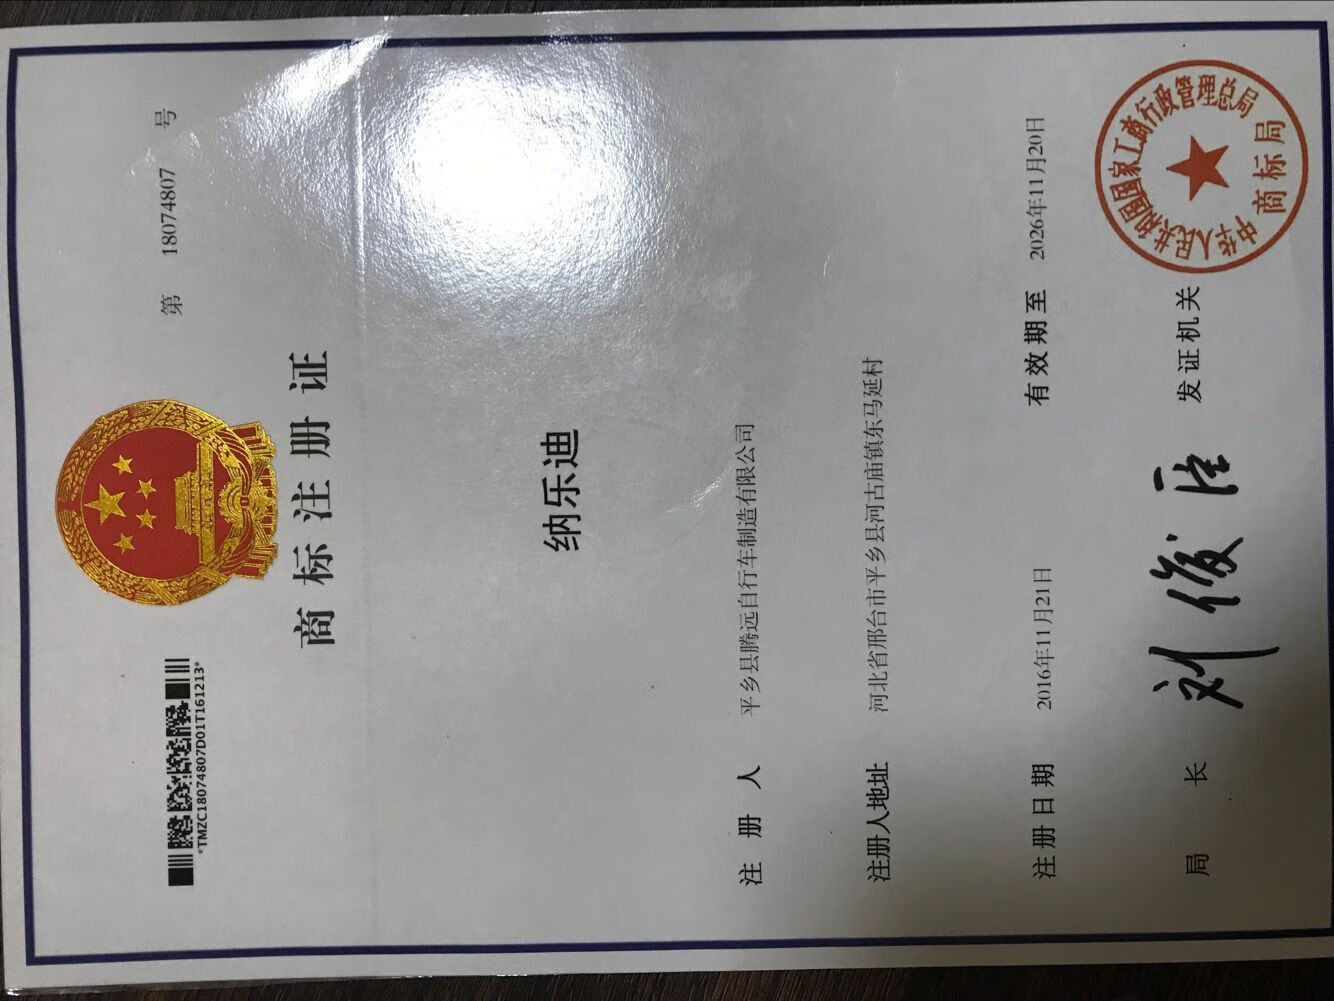 *TMZC18074807D01T161213*
第 18074807 号
商标注册证
纳乐迪
注册人 平乡县腾远自行车制造有限公司
注册人地址 河北省邢台市平乡县河古庙镇东马延村
注册日期 2016年11月21日 有效期至 2026年11月20日
局长 刘俊臣 发证机关
中华人民共和国国家工商行政管理总局
商标局